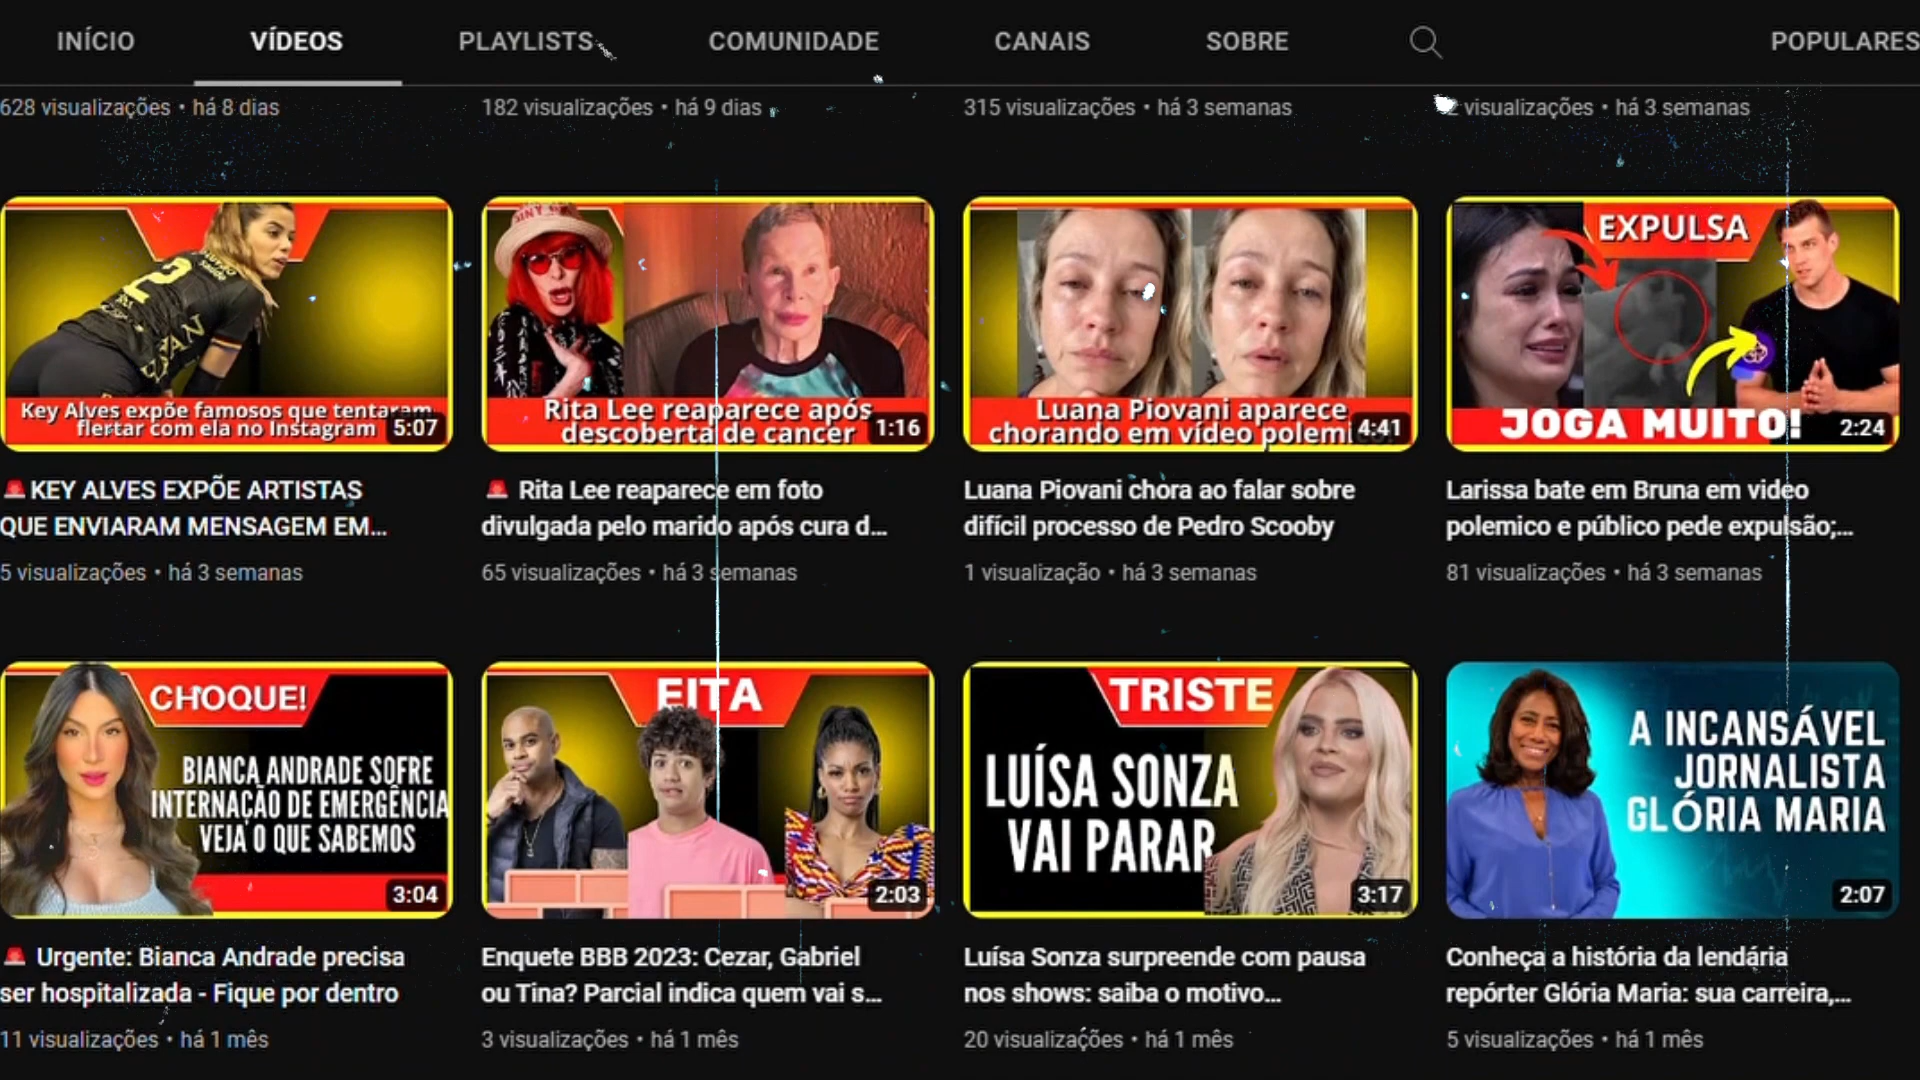 INÍCIO VÍDEOS PLAYLISTS COMUNIDADE CANAIS SOBRE POPULARES
628 visualizações • há 8 dias
182 visualizações • há 9 dias
315 visualizações • há 3 semanas
visualizações • há 3 semanas
2
Key Alves expõe famosos que tentaram
flertar com ela no Instagram
5:07
Rita Lee reaparece após
descoberta de cancer
1:16
Luana Piovani aparece
chorando em vídeo
4:41
EXPULSA
JOGA MUITO!
2:24
KEY ALVES EXPÕE ARTISTAS
QUE ENVIARAM MENSAGEM EM...
5 visualizações • há 3 semanas
Rita Lee reaparece em foto
divulgada pelo marido após cura d...
65 visualizações • há 3 semanas
Luana Piovani chora ao falar sobre
difícil processo de Pedro Scooby
1 visualização • há 3 semanas
Larissa bate em Bruna em video
polemico e público pede expulsão;...
81 visualizações • há 3 semanas
CHOQUE!
BIANCA ANDRADE SOFRE
INTERNAÇÃO DE EMERGÊNCIA
VEJA O QUE SABEMOS
3:04
EITA
2:03
TRISTE
LUÍSA SONZA
VAI PARAR
3:17
A INCANSÁVEL
JORNALISTA
GLÓRIA MARIA
2:07
Urgente: Bianca Andrade precisa
ser hospitalizada - Fique por dentro
11 visualizações • há 1 mês
Enquete BBB 2023: Cezar, Gabriel
ou Tina? Parcial indica quem vai s...
3 visualizações • há 1 mês
Luísa Sonza surpreende com pausa
nos shows: saiba o motivo...
20 visualizações • há 1 mês
Conheça a história da lendária
repórter Glória Maria: sua carreira,...
5 visualizações • há 1 mês